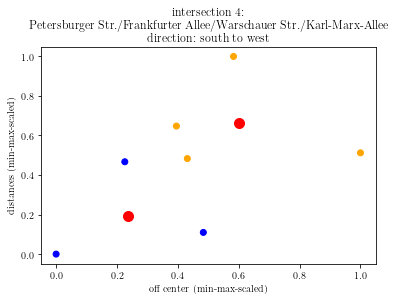 intersection 4:
Petersburger Str./Frankfurter Allee/Warschauer Str./Karl-Marx-Allee
direction: south to west
1.0
0.8
0.6
0.4
0.2
0.0
distances (min-max-scaled)
0.0 0.2 0.4 0.6 0.8 1.0
off center (min-max-scaled)